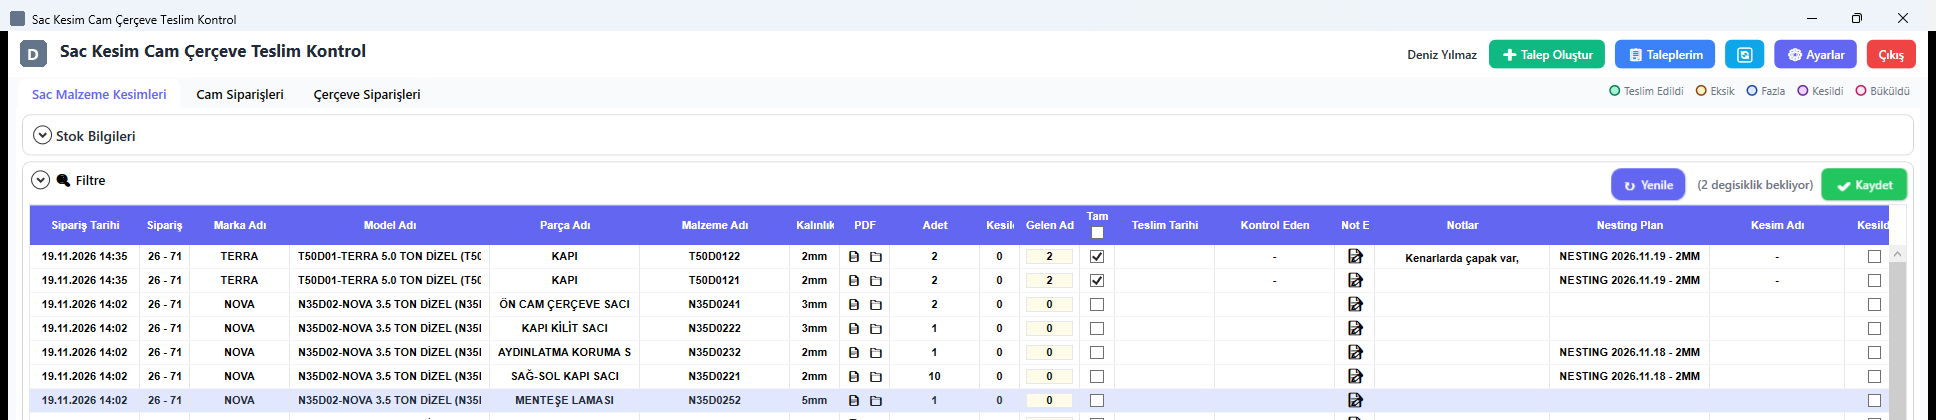 Sac Kesim Cam Çerçeve Teslim Kontrol
D Sac Kesim Cam Çerçeve Teslim Kontrol Deniz Yılmaz Talep Oluştur Taleplerim Ayarlar Çıkış
Sac Malzeme Kesimleri Cam Siparişleri Çerçeve Siparişleri Teslim Edildi Eksik Fazla Kesildi Büküldü
Stok Bilgileri
Filtre Yenile (2 degisiklik bekliyor) Kaydet
Sipariş Tarihi Sipariş Marka Adı Model Adı Parça Adı Malzeme Adı Kalınlık PDF Adet Kesil Gelen Ad Tam Teslim Tarihi Kontrol Eden Not E Notlar Nesting Plan Kesim Adı Kesild
19.11.2026 14:35 26 - 71 TERRA T50D01-TERRA 5.0 TON DİZEL (T50 KAPI T50D0122 2mm 2 0 2 - Kenarlarda çapak var, NESTING 2026.11.19 - 2MM -
19.11.2026 14:35 26 - 71 TERRA T50D01-TERRA 5.0 TON DİZEL (T50 KAPI T50D0121 2mm 2 0 2 - NESTING 2026.11.19 - 2MM -
19.11.2026 14:02 26 - 71 NOVA N35D02-NOVA 3.5 TON DİZEL (N35I ÖN CAM ÇERÇEVE SACI N35D0241 3mm 2 0 0
19.11.2026 14:02 26 - 71 NOVA N35D02-NOVA 3.5 TON DİZEL (N35I KAPI KİLİT SACI N35D0222 3mm 1 0 0
19.11.2026 14:02 26 - 71 NOVA N35D02-NOVA 3.5 TON DİZEL (N35I AYDINLATMA KORUMA S N35D0232 2mm 1 0 0 NESTING 2026.11.18 - 2MM
19.11.2026 14:02 26 - 71 NOVA N35D02-NOVA 3.5 TON DİZEL (N35I SAĞ-SOL KAPI SACI N35D0221 2mm 10 0 0 NESTING 2026.11.18 - 2MM
19.11.2026 14:02 26 - 71 NOVA N35D02-NOVA 3.5 TON DİZEL (N35I MENTEŞE LAMASI N35D0252 5mm 1 0 0